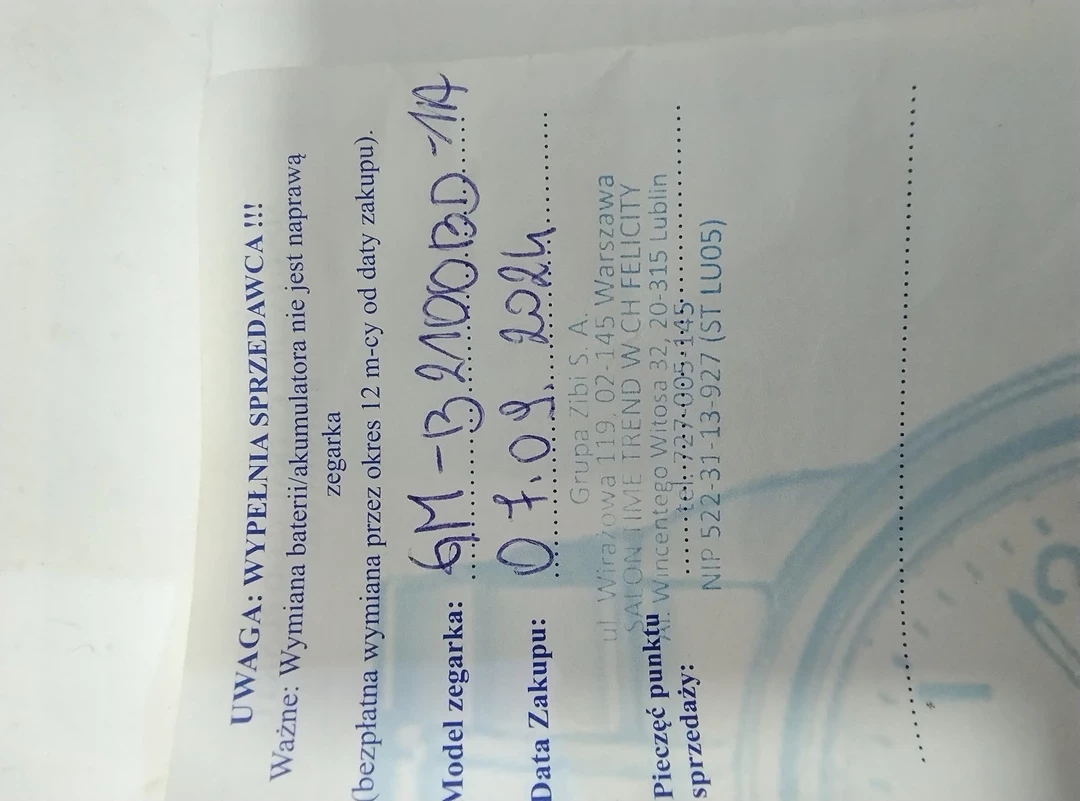 UWAGA: WYPEŁNIA SPRZEDAWCA !!!
Ważne: Wymiana baterii/akumulatora nie jest naprawą
zegarka
(bezpłatna wymiana przez okres 12 m-cy od daty zakupu).
Model zegarka: GM-B2100BD-1A
Data Zakupu: 07.09.2024
Grupa Zibi S. A.
ul. Wirażowa 119, 02-145 Warszawa
SALON TIME TREND W CH FELICITY
Al. Wincentego Witosa 32, 20-315 Lublin
Pieczęć punktu
sprzedaży:
tel. 727-005-145
NIP 522-31-13-927 (ST LU05)